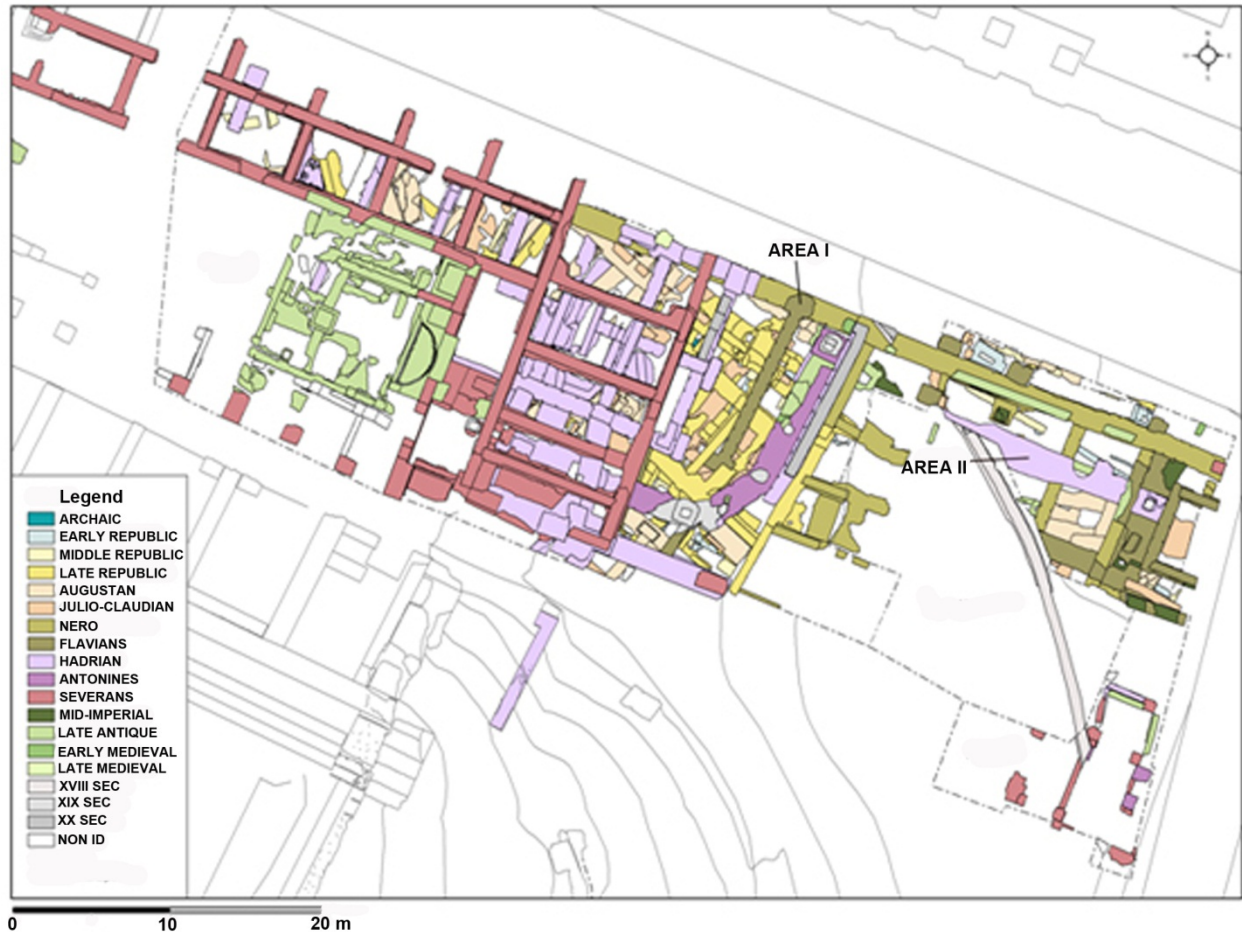 AREA I
AREA II
Legend
ARCHAIC
EARLY REPUBLIC
MIDDLE REPUBLIC
LATE REPUBLIC
AUGUSTAN
JULIO-CLAUDIAN
NERO
FLAVIANS
HADRIAN
ANTONINES
SEVERANS
MID-IMPERIAL
LATE ANTIQUE
EARLY MEDIEVAL
LATE MEDIEVAL
XVIII SEC
XIX SEC
XX SEC
NON ID
0 10 20 m